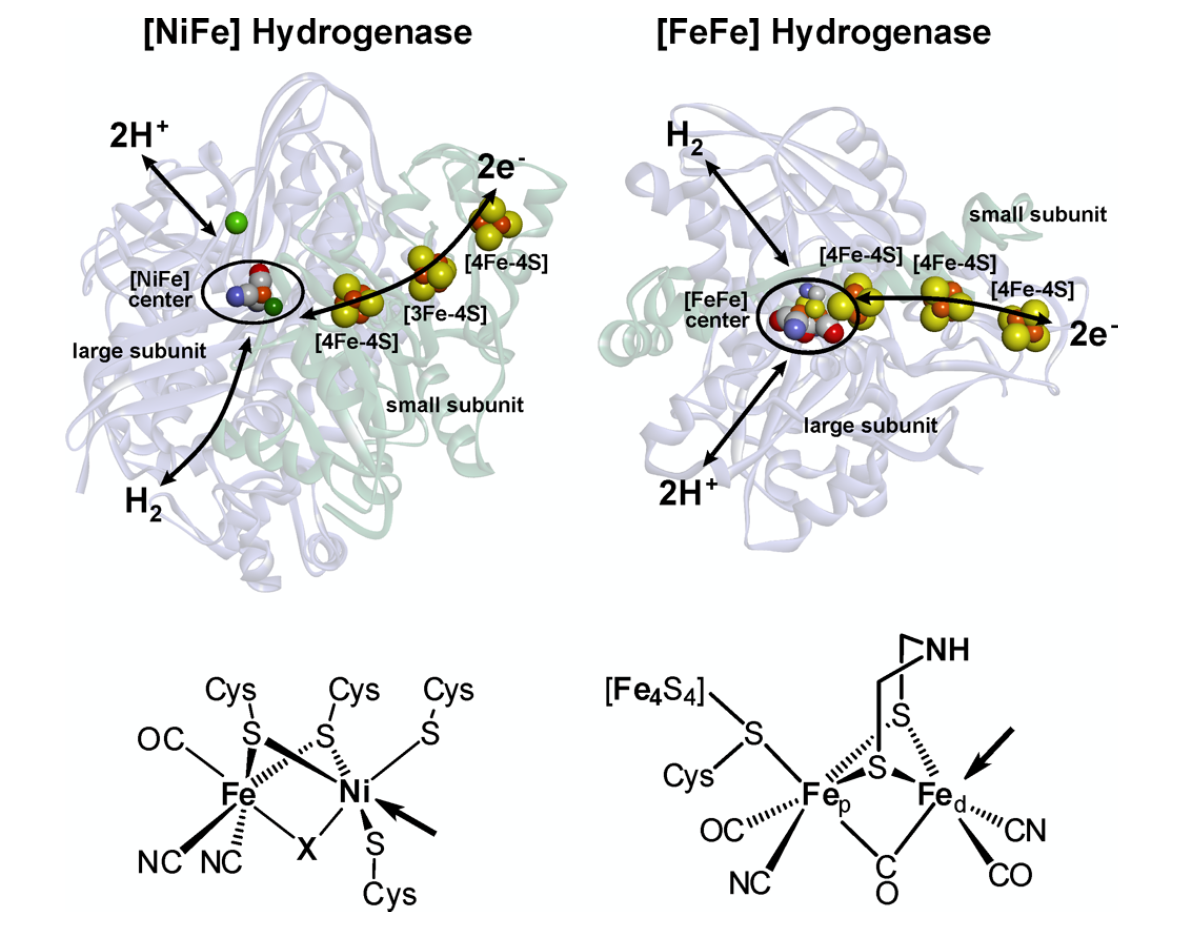 [NiFe] Hydrogenase
2H+
2e-
[4Fe-4S]
[NiFe]
center
[3Fe-4S]
[4Fe-4S]
large subunit
small subunit
H2
[FeFe] Hydrogenase
H2
small subunit
[4Fe-4S]
[4Fe-4S]
[4Fe-4S]
[FeFe]
center
2e-
large subunit
2H+
Cys
Cys
Cys
S
S
S
OC
Fe
Ni
X
S
NC
NC
Cys
NH
[Fe4S4]
S
S
S
Cys
Fep
Fed
OC
CN
C
O
NC
CO